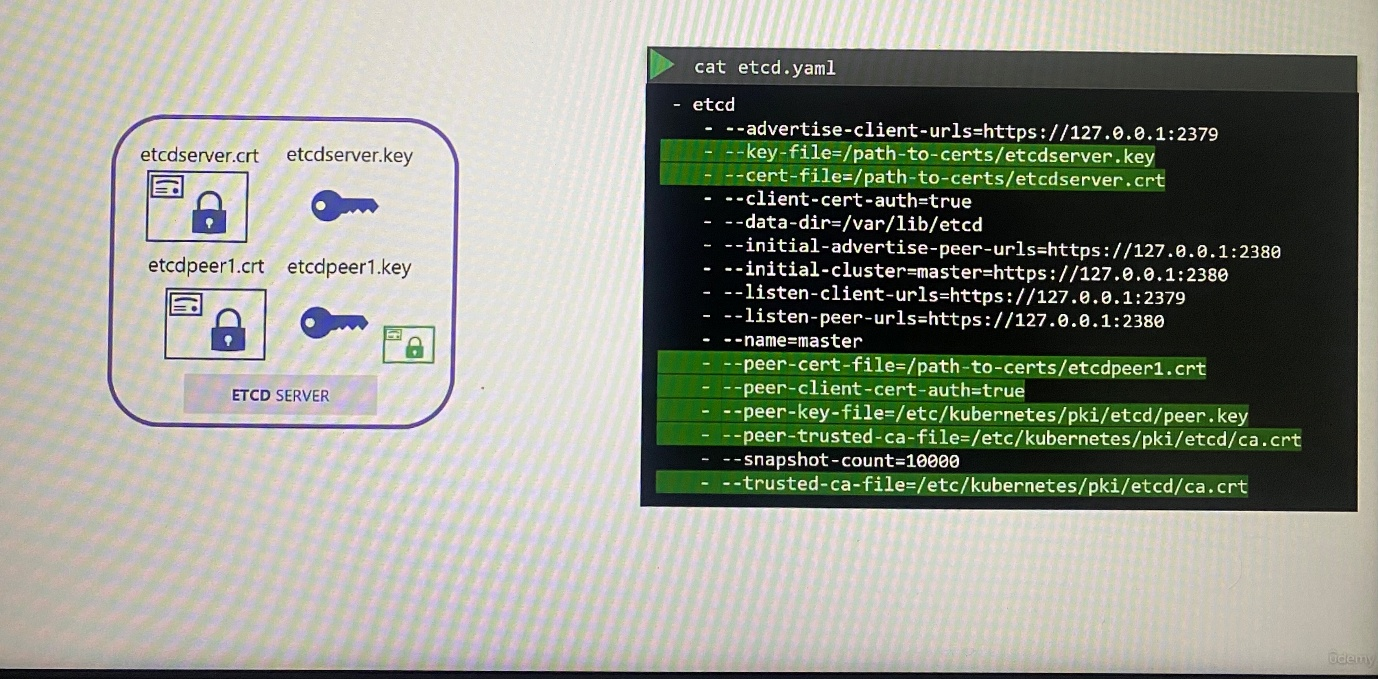 etcdserver.crt etcdserver.key
etcdpeer1.crt etcdpeer1.key
ETCD SERVER
cat etcd.yaml
- etcd
- --advertise-client-urls=https://127.0.0.1:2379
- --key-file=/path-to-certs/etcdserver.key
- --cert-file=/path-to-certs/etcdserver.crt
- --client-cert-auth=true
- --data-dir=/var/lib/etcd
- --initial-advertise-peer-urls=https://127.0.0.1:2380
- --initial-cluster=master=https://127.0.0.1:2380
- --listen-client-urls=https://127.0.0.1:2379
- --listen-peer-urls=https://127.0.0.1:2380
- --name=master
- --peer-cert-file=/path-to-certs/etcdpeer1.crt
- --peer-client-cert-auth=true
- --peer-key-file=/etc/kubernetes/pki/etcd/peer.key
- --peer-trusted-ca-file=/etc/kubernetes/pki/etcd/ca.crt
- --snapshot-count=10000
- --trusted-ca-file=/etc/kubernetes/pki/etcd/ca.crt
ûdemy